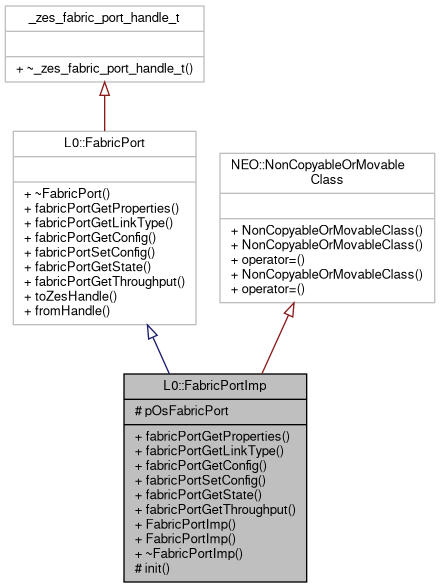 _zes_fabric_port_handle_t
+ ~_zes_fabric_port_handle_t()
L0::FabricPort
+ ~FabricPort()
+ fabricPortGetProperties()
+ fabricPortGetLinkType()
+ fabricPortGetConfig()
+ fabricPortSetConfig()
+ fabricPortGetState()
+ fabricPortGetThroughput()
+ toZesHandle()
+ fromHandle()
NEO::NonCopyableOrMovable
Class
+ NonCopyableOrMovableClass()
+ NonCopyableOrMovableClass()
+ operator=()
+ NonCopyableOrMovableClass()
+ operator=()
L0::FabricPortImp
# pOsFabricPort
+ fabricPortGetProperties()
+ fabricPortGetLinkType()
+ fabricPortGetConfig()
+ fabricPortSetConfig()
+ fabricPortGetState()
+ fabricPortGetThroughput()
+ FabricPortImp()
+ FabricPortImp()
+ ~FabricPortImp()
# init()